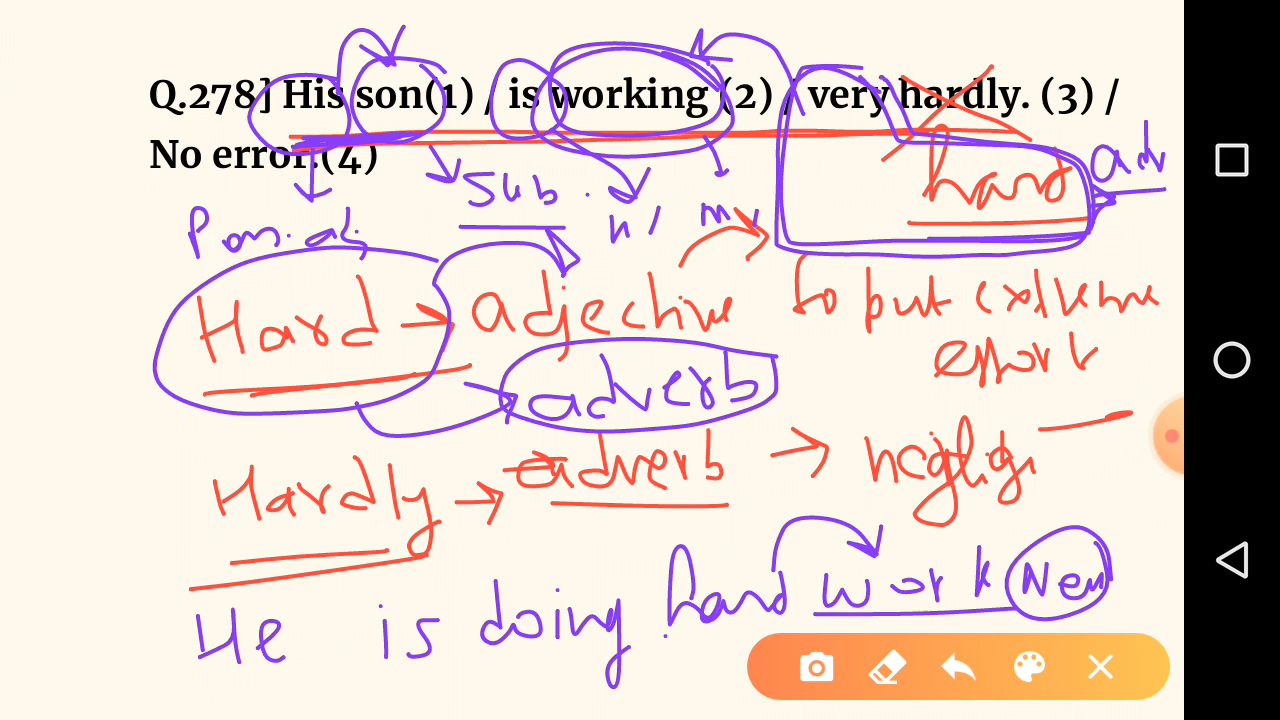 Q.278] His son(1) / is working (2) / very hardly. (3) /
No error.(4)
hard
adv
Sub.
Hard → adjective
to put extreme
effort
adverb
Hardly → adverb →
He is doing hard work